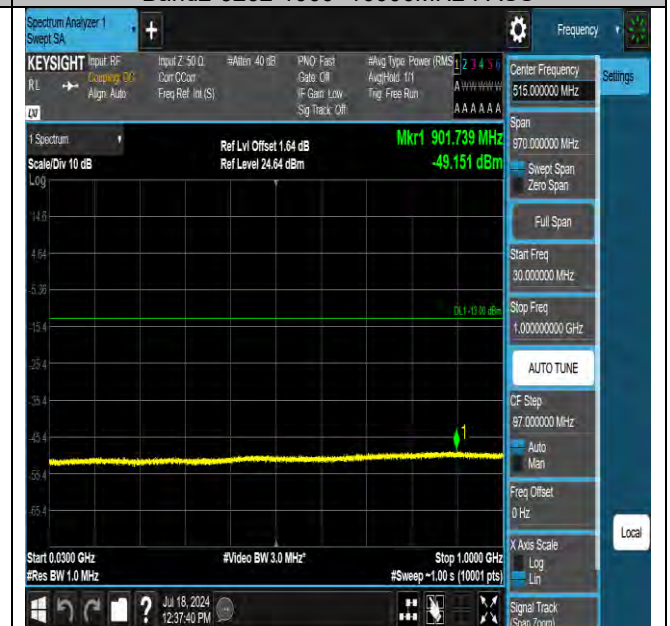 Spectrum Analyzer 1
Swept SA
+
Frequency
KEYSIGHT
RL
Input: RF
Coupling: DC
Align: Auto
Input Z: 50 Ω
Corr CCorr
Freq Ref: Int (S)
#Atten: 40 dB
PNO: Fast
Gate: Off
IF Gain: Low
Sig Track: Off
#Avg Type: Power (RMS
Avg|Hold: 1/1
Trig: Free Run
1 2 3 4 5 6
A W W W W W
A A A A A A
1 Spectrum
Scale/Div 10 dB
Log
Ref Lvl Offset 1.64 dB
Ref Level 24.64 dBm
Mkr1 901.739 MHz
-49.151 dBm
14.6
4.64
-5.36
DL1 -13.00 dBm
-15.4
-25.4
-35.4
-45.4
1
-55.4
-65.4
Start 0.0300 GHz
#Res BW 1.0 MHz
#Video BW 3.0 MHz*
Stop 1.0000 GHz
#Sweep ~1.00 s (10001 pts)
Center Frequency
515.000000 MHz
Settings
Span
970.000000 MHz
Swept Span
Zero Span
Full Span
Start Freq
30.000000 MHz
Stop Freq
1.000000000 GHz
AUTO TUNE
CF Step
97.000000 MHz
Auto
Man
Freq Offset
0 Hz
X Axis Scale
Log
Lin
Local
Signal Track
(Span Zoom)
?
Jul 18, 2024
12:37:40 PM